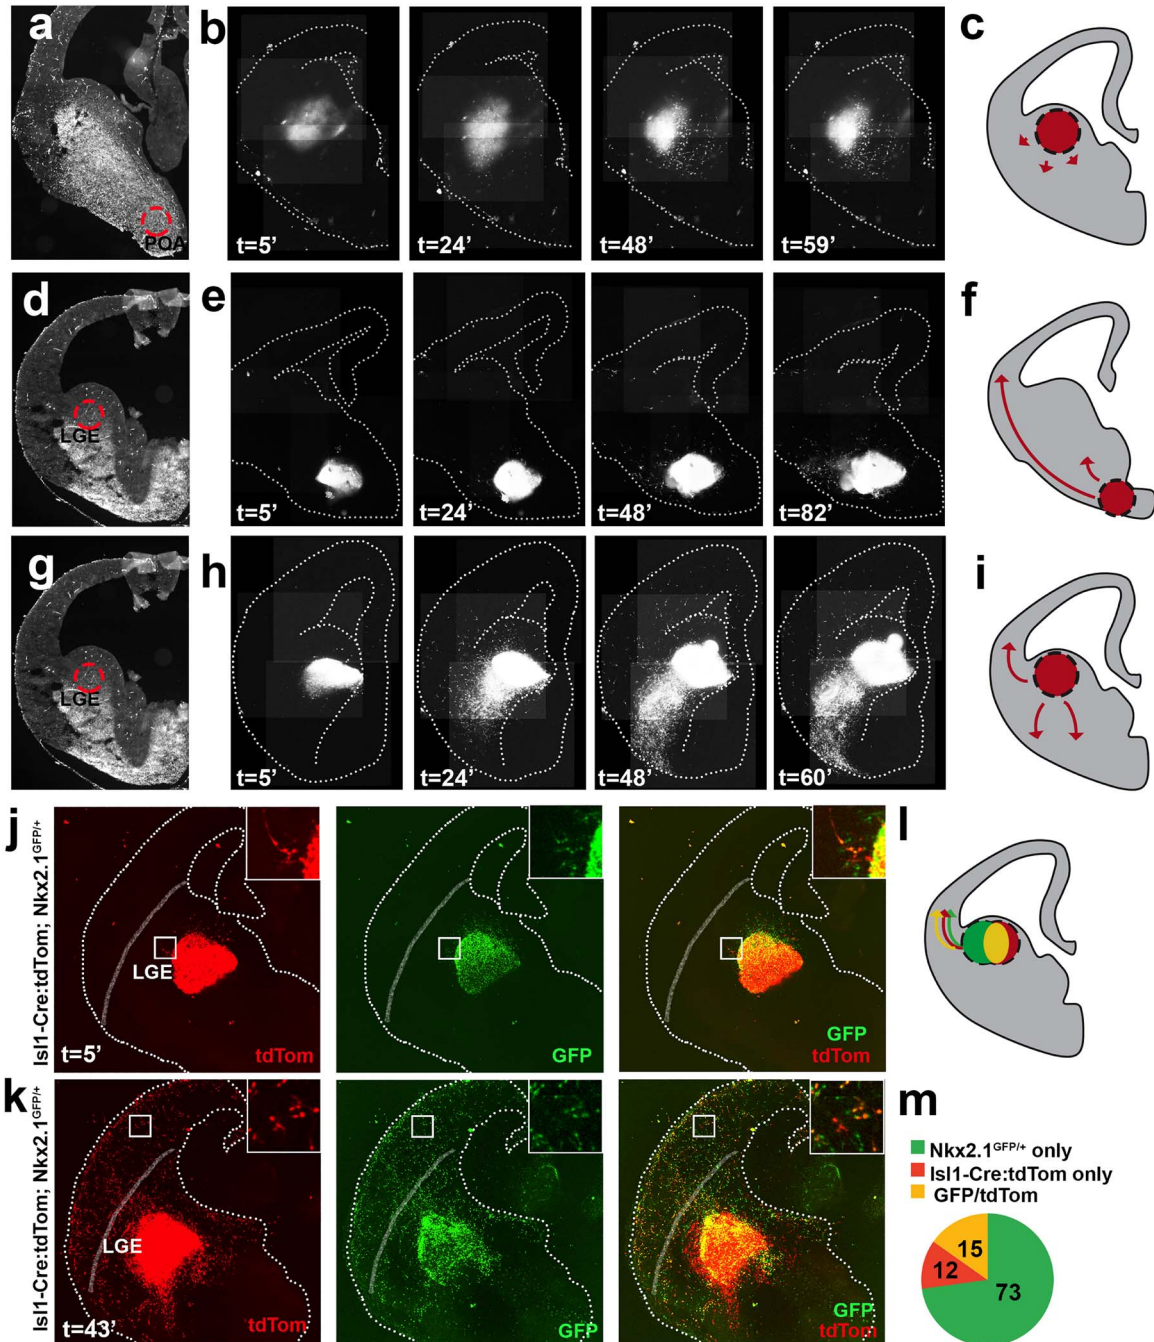 a
POA
b
t=5'
t=24'
t=48'
t=59'
c
d
LGE
e
t=5'
t=24'
t=48'
t=82'
f
g
LGE
h
t=5'
t=24'
t=48'
t=60'
i
j
Isl1-Cre:tdTom; Nkx2.1GFP/+
LGE
t=5'
tdTom
GFP
GFP
tdTom
k
Isl1-Cre:tdTom; Nkx2.1GFP/+
LGE
t=43'
tdTom
GFP
GFP
tdTom
l
m
Nkx2.1GFP/+ only
Isl1-Cre:tdTom only
GFP/tdTom
15
12
73